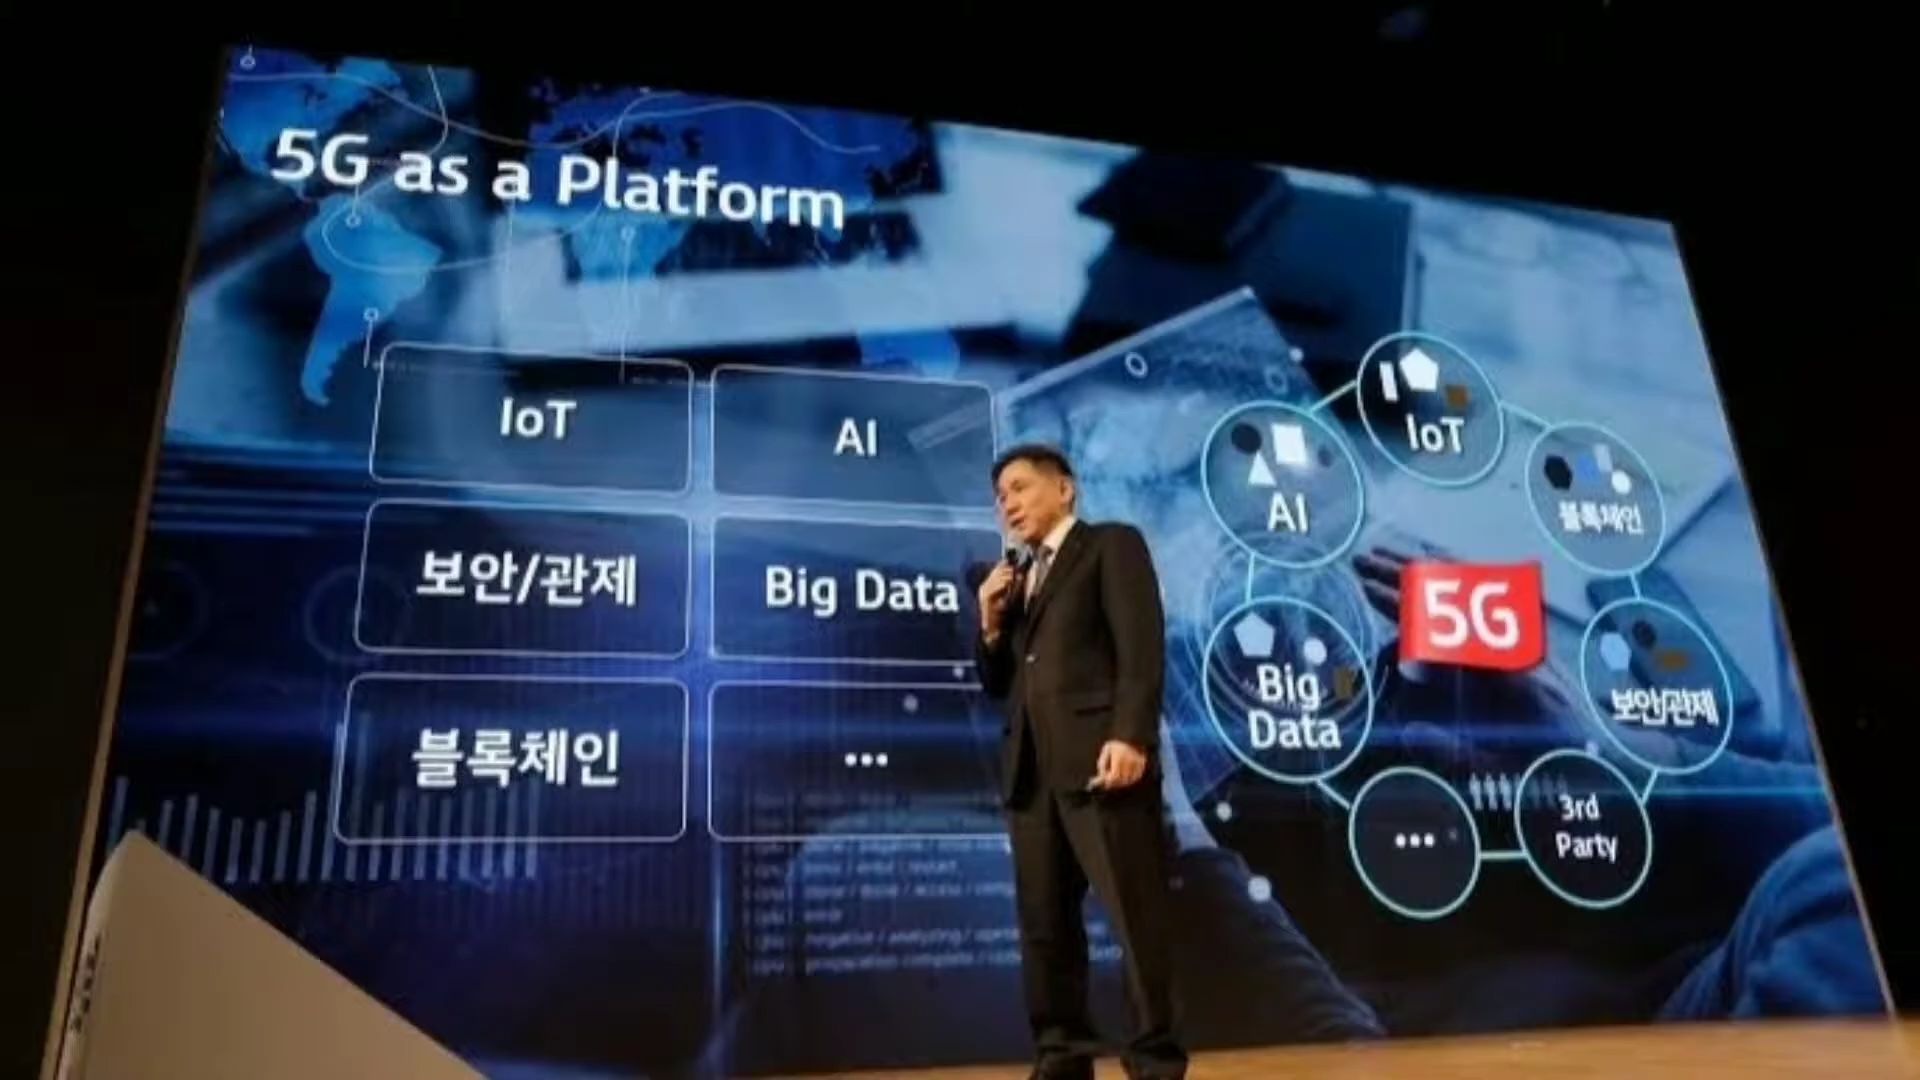 5G as a Platform
IoT
AI
보안/관제
Big Data
블록체인
...
IoT
AI
블록체인
5G
Big
Data
보안/관제
...
3rd
Party